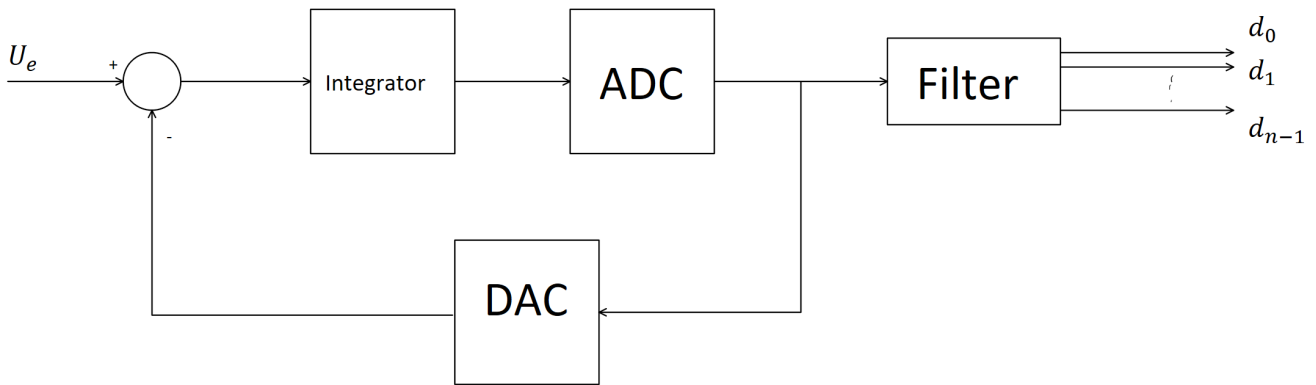 U_e
+
-
Integrator
ADC
Filter
d_0
d_1
d_{n-1}
DAC